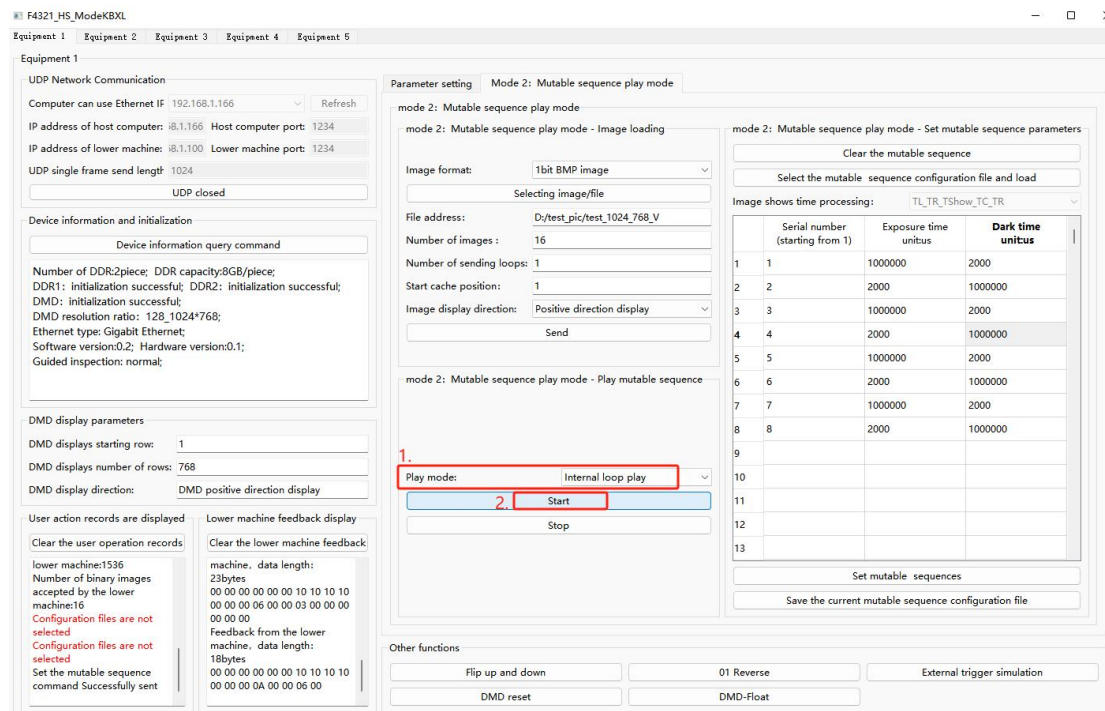 F4321_HS_ModeKBXL
Equipment 1 Equipment 2 Equipment 3 Equipment 4 Equipment 5
Equipment 1
UDP Network Communication
Computer can use Ethernet IF 192.168.1.166 Refresh
IP address of host computer: 8.1.166 Host computer port: 1234
IP address of lower machine: 8.1.100 Lower machine port: 1234
UDP single frame send length 1024
UDP closed
Device information and initialization
Device information query command
Number of DDR:2piece; DDR capacity:8GB/piece;
DDR1: initialization successful; DDR2: initialization successful;
DMD: initialization successful;
DMD resolution ratio: 128_1024*768;
Ethernet type: Gigabit Ethernet;
Software version:0.2; Hardware version:0.1;
Guided inspection: normal;
DMD display parameters
DMD displays starting row: 1
DMD displays number of rows: 768
DMD display direction: DMD positive direction display
User action records are displayed
Clear the user operation records
lower machine:1536
Number of binary images
accepted by the lower
machine:16
Configuration files are not
selected
Configuration files are not
selected
Set the mutable sequence
command Successfully sent
Lower machine feedback display
Clear the lower machine feedback
machine, data length:
23bytes
00 00 00 00 00 00 10 10 10 10
00 00 00 06 00 00 03 00 00 00
00 00 00
Feedback from the lower
machine, data length:
18bytes
00 00 00 00 00 00 10 10 10 10
00 00 00 0A 00 00 06 00
Parameter setting Mode 2: Mutable sequence play mode
mode 2: Mutable sequence play mode
mode 2: Mutable sequence play mode - Image loading
Image format: 1bit BMP image
Selecting image/file
File address: D:/test_pic/test_1024_768_V
Number of images : 16
Number of sending loops: 1
Start cache position: 1
Image display direction: Positive direction display
Send
mode 2: Mutable sequence play mode - Play mutable sequence
1.
Play mode: Internal loop play
2. Start
Stop
mode 2: Mutable sequence play mode - Set mutable sequence parameters
Clear the mutable sequence
Select the mutable sequence configuration file and load
Image shows time processing: TL_TR_TShow_TC_TR
Serial number (starting from 1) Exposure time unit:us Dark time unit:us
1 1 1000000 2000
2 2 2000 1000000
3 3 1000000 2000
4 4 2000 1000000
5 5 1000000 2000
6 6 2000 1000000
7 7 1000000 2000
8 8 2000 1000000
9
10
11
12
13
Set mutable sequences
Save the current mutable sequence configuration file
Other functions
Flip up and down 01 Reverse External trigger simulation
DMD reset DMD-Float